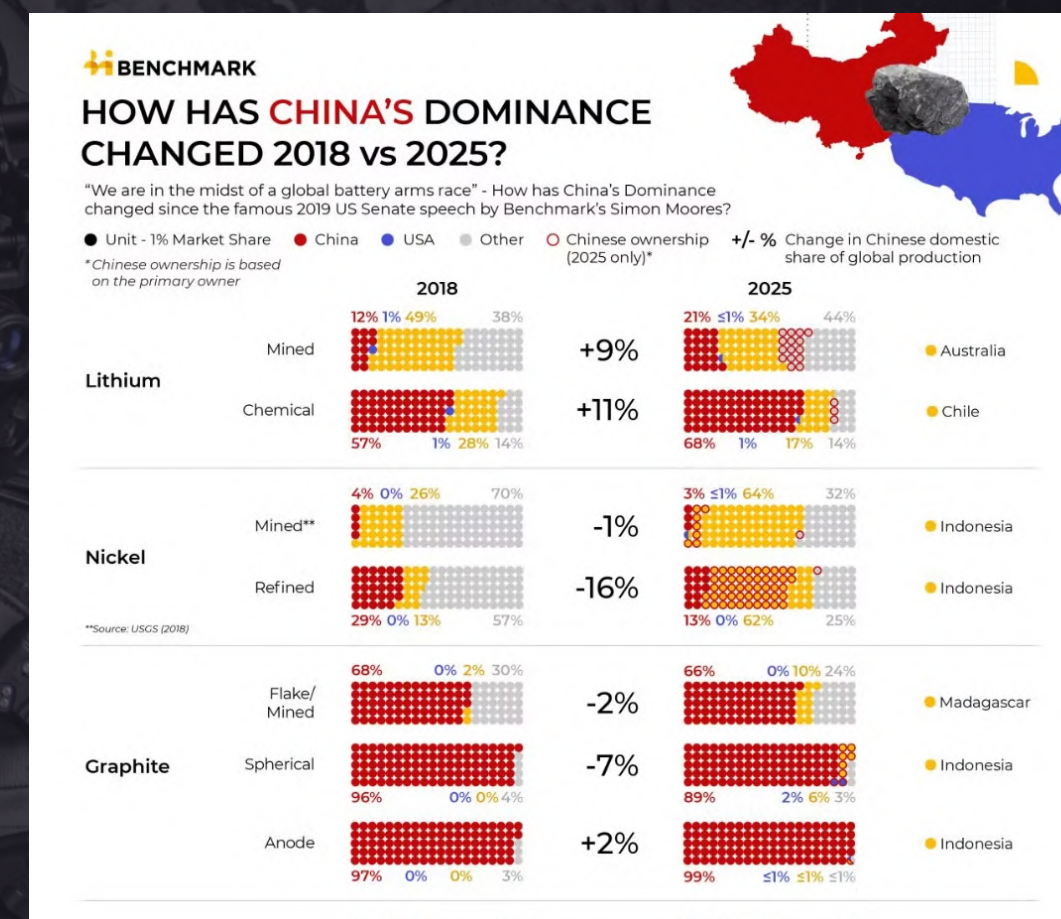 BENCHMARK
HOW HAS CHINA'S DOMINANCE
CHANGED 2018 vs 2025?
"We are in the midst of a global battery arms race" - How has China's Dominance
changed since the famous 2019 US Senate speech by Benchmark's Simon Moores?
Unit - 1% Market Share China USA Other Chinese ownership (2025 only)* +/- % Change in Chinese domestic share of global production
*Chinese ownership is based
on the primary owner
2018 2025
12% 1% 49% 38% 21% ≤1% 34% 44%
Lithium
Mined +9% Australia
Chemical +11% Chile
57% 1% 28% 14% 68% 1% 17% 14%
4% 0% 26% 70% 3% ≤1% 64% 32%
Mined** -1% Indonesia
Nickel
Refined -16% Indonesia
29% 0% 13% 57% 13% 0% 62% 25%
**Source: USGS (2018)
68% 0% 2% 30% 66% 0% 10% 24%
Flake/
Mined -2% Madagascar
Graphite Spherical -7% Indonesia
96% 0% 0% 4% 89% 2% 6% 3%
Anode +2% Indonesia
97% 0% 0% 3% 99% ≤1% ≤1% ≤1%